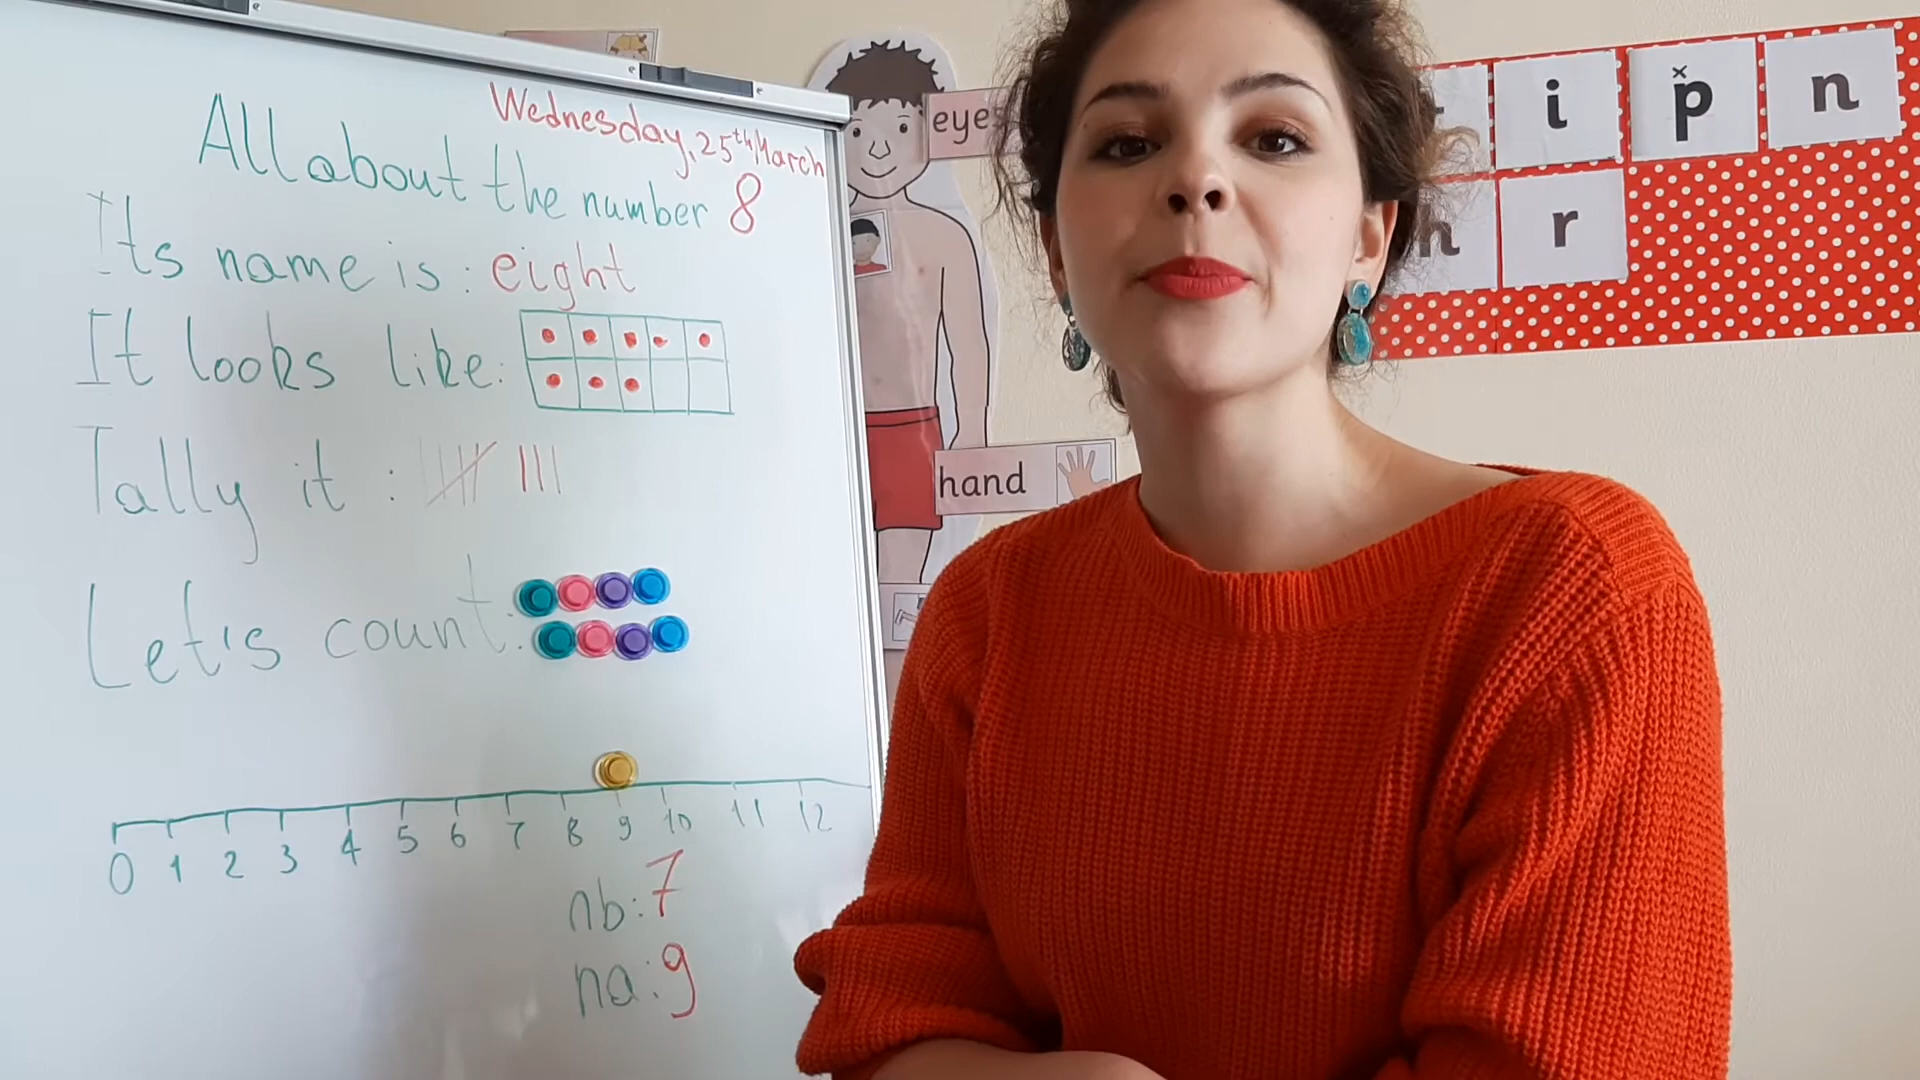 Wednesday, 25th March
All about the number 8
Its name is: eight
It looks like:
Tally it :
Let's count:
0 1 2 3 4 5 6 7 8 9 10 11 12
nb: 7
na: 9
eyes
hand
i p n
r